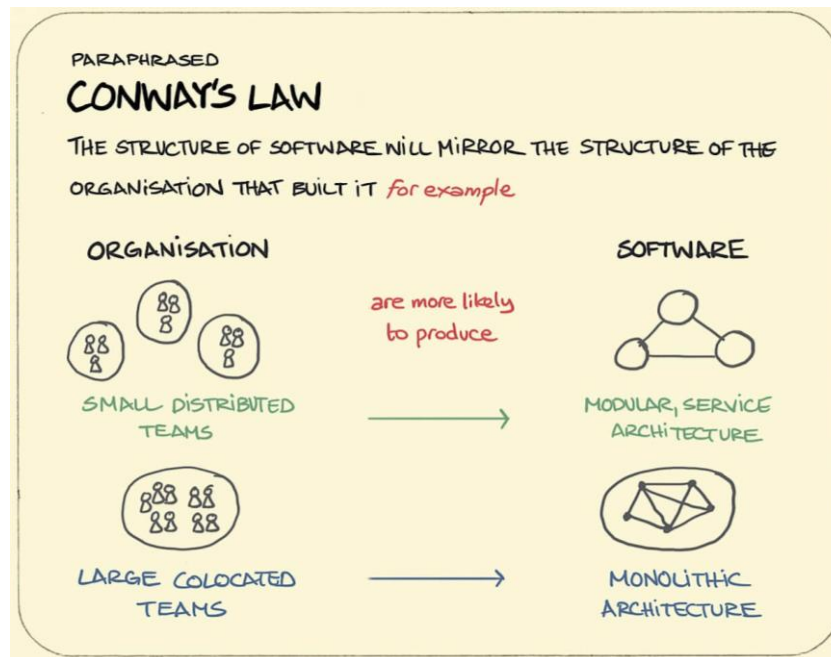 PARAPHRASED
CONWAY'S LAW
THE STRUCTURE OF SOFTWARE WILL MIRROR THE STRUCTURE OF THE
ORGANISATION THAT BUILT IT for example
ORGANISATION
SOFTWARE
are more likely
to produce
SMALL DISTRIBUTED
TEAMS
MODULAR, SERVICE
ARCHITECTURE
LARGE COLOCATED
TEAMS
MONOLITHIC
ARCHITECTURE